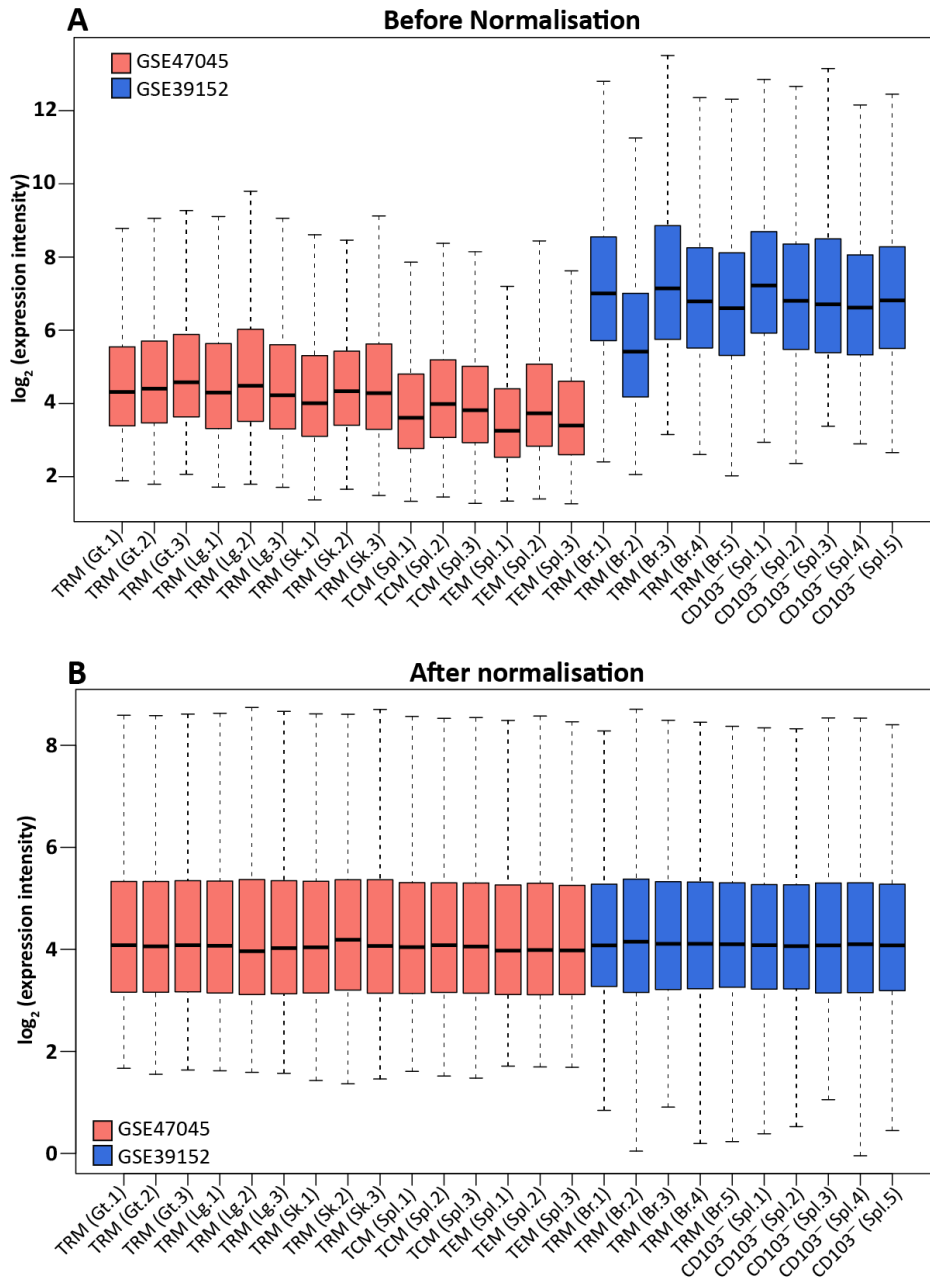 A
Before Normalisation
GSE47045
GSE39152
log2 (expression intensity)
12
10
8
6
4
2
TRM (Gt.1)
TRM (Gt.2)
TRM (Gt.3)
TRM (Lg.1)
TRM (Lg.2)
TRM (Lg.3)
TRM (Sk.1)
TRM (Sk.2)
TRM (Sk.3)
TCM (Spl.1)
TCM (Spl.2)
TCM (Spl.3)
TEM (Spl.1)
TEM (Spl.2)
TEM (Spl.3)
TRM (Br.1)
TRM (Br.2)
TRM (Br.3)
TRM (Br.4)
TRM (Br.5)
CD103⁻ (Spl.1)
CD103⁻ (Spl.2)
CD103⁻ (Spl.3)
CD103⁻ (Spl.4)
CD103⁻ (Spl.5)
B
After normalisation
log2 (expression intensity)
8
6
4
2
0
GSE47045
GSE39152
TRM (Gt.1)
TRM (Gt.2)
TRM (Gt.3)
TRM (Lg.1)
TRM (Lg.2)
TRM (Lg.3)
TRM (Sk.1)
TRM (Sk.2)
TRM (Sk.3)
TCM (Spl.1)
TCM (Spl.2)
TCM (Spl.3)
TEM (Spl.1)
TEM (Spl.2)
TEM (Spl.3)
TRM (Br.1)
TRM (Br.2)
TRM (Br.3)
TRM (Br.4)
TRM (Br.5)
CD103⁻ (Spl.1)
CD103⁻ (Spl.2)
CD103⁻ (Spl.3)
CD103⁻ (Spl.4)
CD103⁻ (Spl.5)